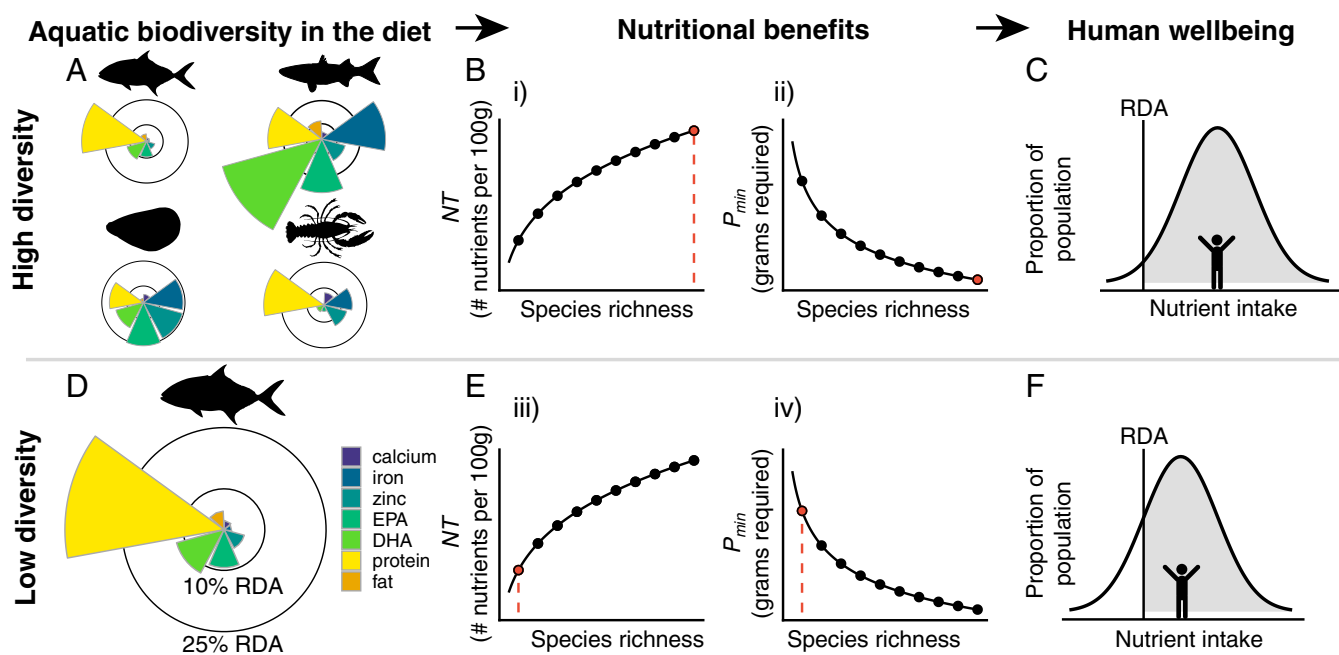 Aquatic biodiversity in the diet
Nutritional benefits
Human wellbeing
High diversity
A
B
i)
NT
(# nutrients per 100g)
Species richness
ii)
Pmin
(grams required)
Species richness
C
RDA
Proportion of
population
Nutrient intake
Low diversity
D
10% RDA
25% RDA
calcium
iron
zinc
EPA
DHA
protein
fat
E
iii)
NT
(# nutrients per 100g)
Species richness
iv)
Pmin
(grams required)
Species richness
F
RDA
Proportion of
population
Nutrient intake